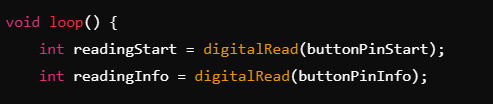 void loop() {
    int readingStart = digitalRead(buttonPinStart);
    int readingInfo = digitalRead(buttonPinInfo);